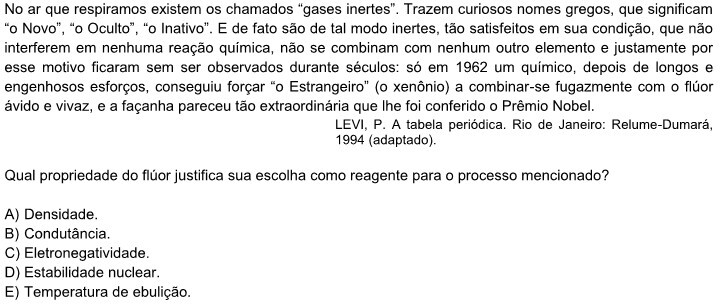 No ar que respiramos existem os chamados “gases inertes”. Trazem curiosos nomes gregos, que significam
“o Novo”, “o Oculto”, “o Inativo”. E de fato são de tal modo inertes, tão satisfeitos em sua condição, que não
interferem em nenhuma reação química, não se combinam com nenhum outro elemento e justamente por
esse motivo ficaram sem ser observados durante séculos: só em 1962 um químico, depois de longos e
engenhosos esforços, conseguiu forçar “o Estrangeiro” (o xenônio) a combinar-se fugazmente com o flúor
ávido e vivaz, e a façanha pareceu tão extraordinária que lhe foi conferido o Prêmio Nobel.
LEVI, P. A tabela periódica. Rio de Janeiro: Relume-Dumará,
1994 (adaptado).
Qual propriedade do flúor justifica sua escolha como reagente para o processo mencionado?
A) Densidade.
B) Condutância.
C) Eletronegatividade.
D) Estabilidade nuclear.
E) Temperatura de ebulição.